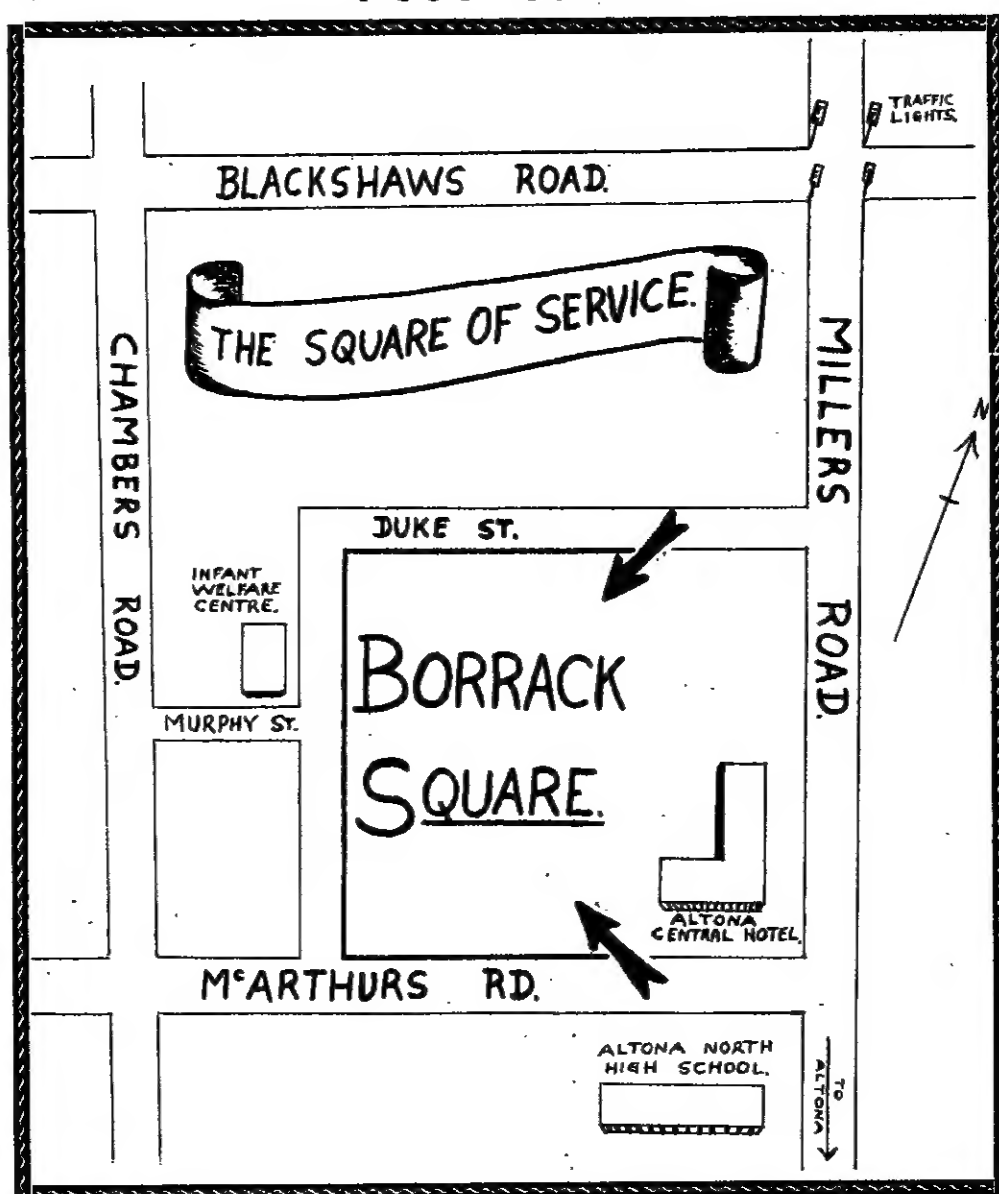 TRAFFIC
LIGHTS.
BLACKSHAWS ROAD.
THE SQUARE OF SERVICE.
CHAMBERS ROAD.
MILLERS ROAD.
N
DUKE ST.
INFANT
WELFARE
CENTRE.
BORRACK
SQUARE.
MURPHY ST.
ALTONA
CENTRAL HOTEL.
McARTHURS RD.
ALTONA NORTH
HIGH SCHOOL.
TO
ALTONA